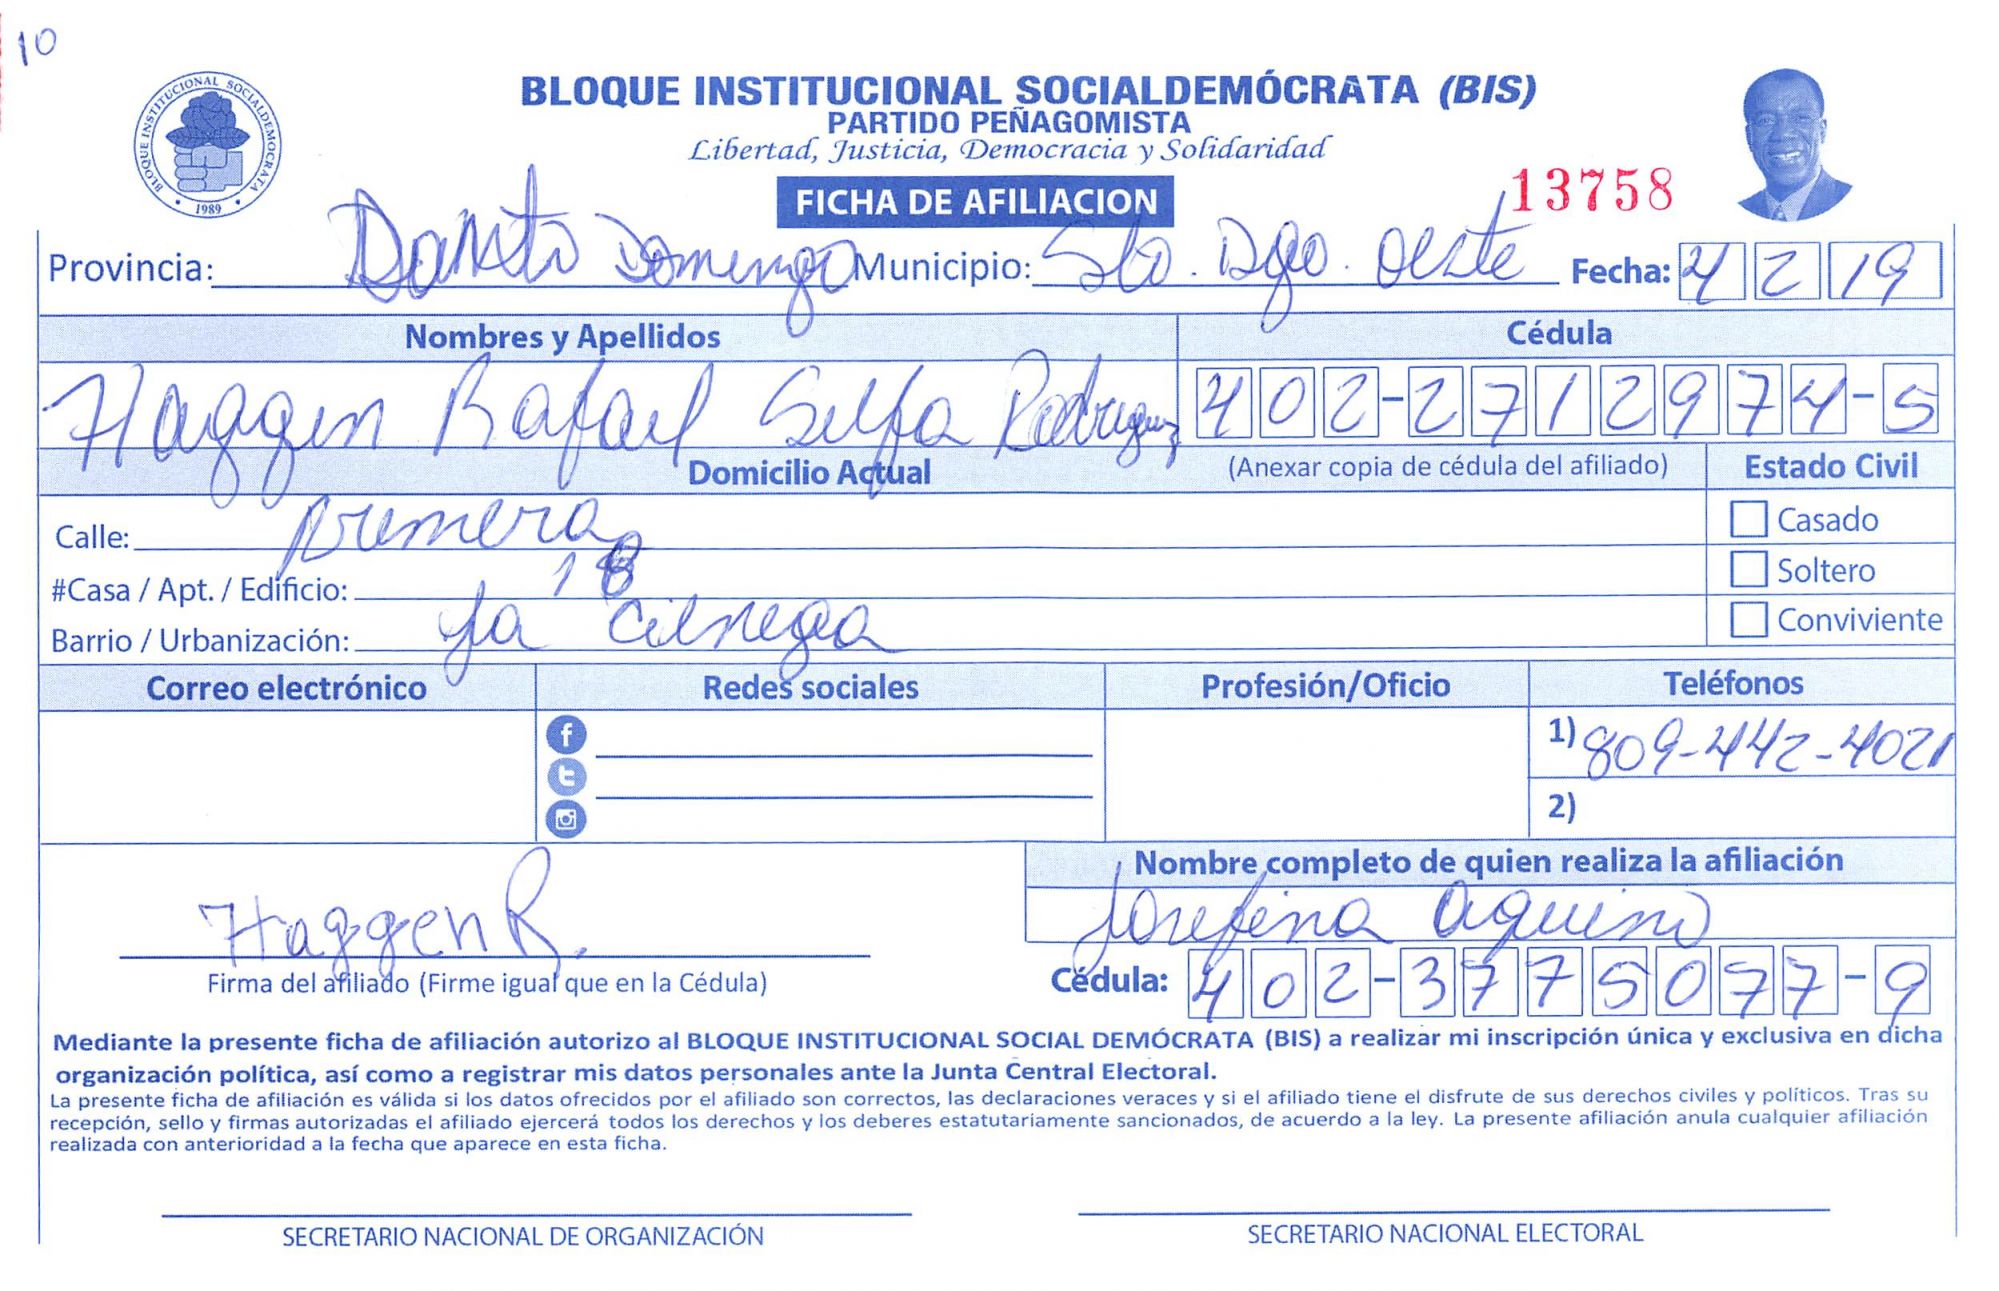 10
BLOQUE INSTITUCIONAL SOCIALDEMÓCRATA (BIS)
PARTIDO PEÑAGOMISTA
Libertad, Justicia, Democracia y Solidaridad
BLOQUE INSTITUCIONAL SOCIALDEMOCRATA
1989
FICHA DE AFILIACION
13758
Provincia: Santo Domingo Municipio: Sto. Dgo. Oeste Fecha: 4 2 19
Nombres y Apellidos Cédula
Haggen Rafael Selfa Rodriguez 402-2712974-5
Domicilio Actual (Anexar copia de cédula del afiliado) Estado Civil
Calle: primera Casado
#Casa / Apt. / Edificio: 18 Soltero
Barrio / Urbanización: La Cienega Conviviente
Correo electrónico Redes sociales Profesión/Oficio Teléfonos
1) 809-442-4021
2)
Nombre completo de quien realiza la afiliación
Haggen R. Josefina Aquino
Firma del afiliado (Firme igual que en la Cédula) Cédula: 402-3775077-9
Mediante la presente ficha de afiliación autorizo al BLOQUE INSTITUCIONAL SOCIAL DEMÓCRATA (BIS) a realizar mi inscripción única y exclusiva en dicha
organización política, así como a registrar mis datos personales ante la Junta Central Electoral.
La presente ficha de afiliación es válida si los datos ofrecidos por el afiliado son correctos, las declaraciones veraces y si el afiliado tiene el disfrute de sus derechos civiles y políticos. Tras su
recepción, sello y firmas autorizadas el afiliado ejercerá todos los derechos y los deberes estatutariamente sancionados, de acuerdo a la ley. La presente afiliación anula cualquier afiliación
realizada con anterioridad a la fecha que aparece en esta ficha.
SECRETARIO NACIONAL DE ORGANIZACIÓN SECRETARIO NACIONAL ELECTORAL